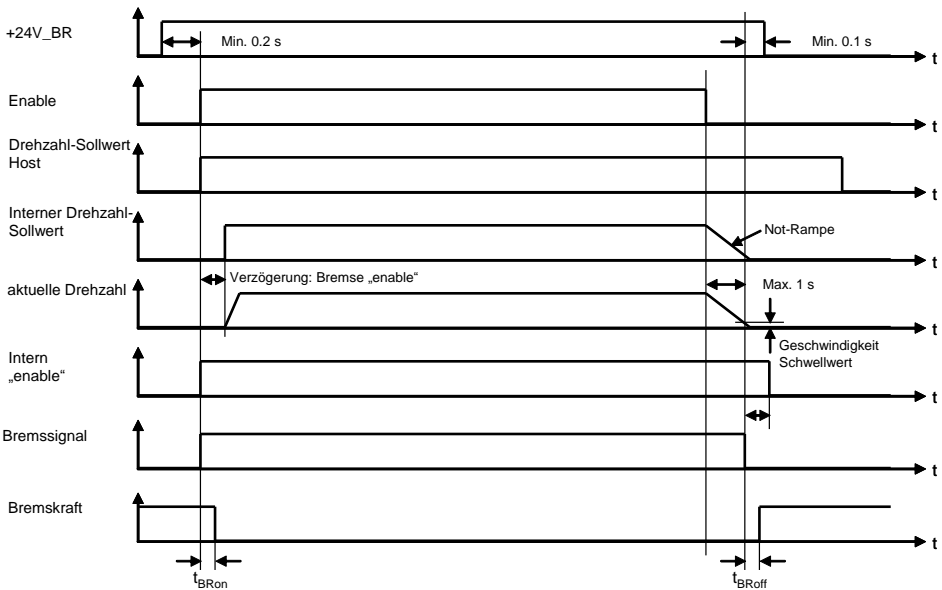 +24V_BR
Min. 0.2 s
Min. 0.1 s
t
Enable
t
Drehzahl-Sollwert
Host
t
Interner Drehzahl-
Sollwert
Not-Rampe
t
Verzögerung: Bremse „enable“
aktuelle Drehzahl
Max. 1 s
t
Geschwindigkeit
Schwellwert
Intern
„enable“
t
Bremssignal
t
Bremskraft
t
tBRon
tBRoff